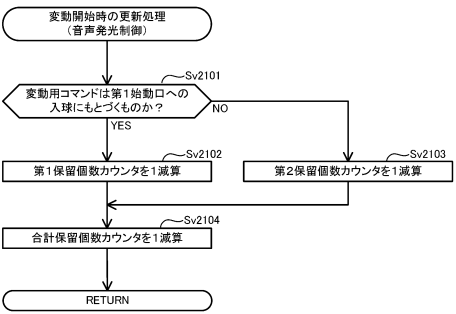 変動開始時の更新処理
(音声発光制御)
Sv2101
変動用コマンドは第1始動口への
入球にもとづくものか?
NO
YES
Sv2102
第1保留個数カウンタを1減算
Sv2103
第2保留個数カウンタを1減算
Sv2104
合計保留個数カウンタを1減算
RETURN